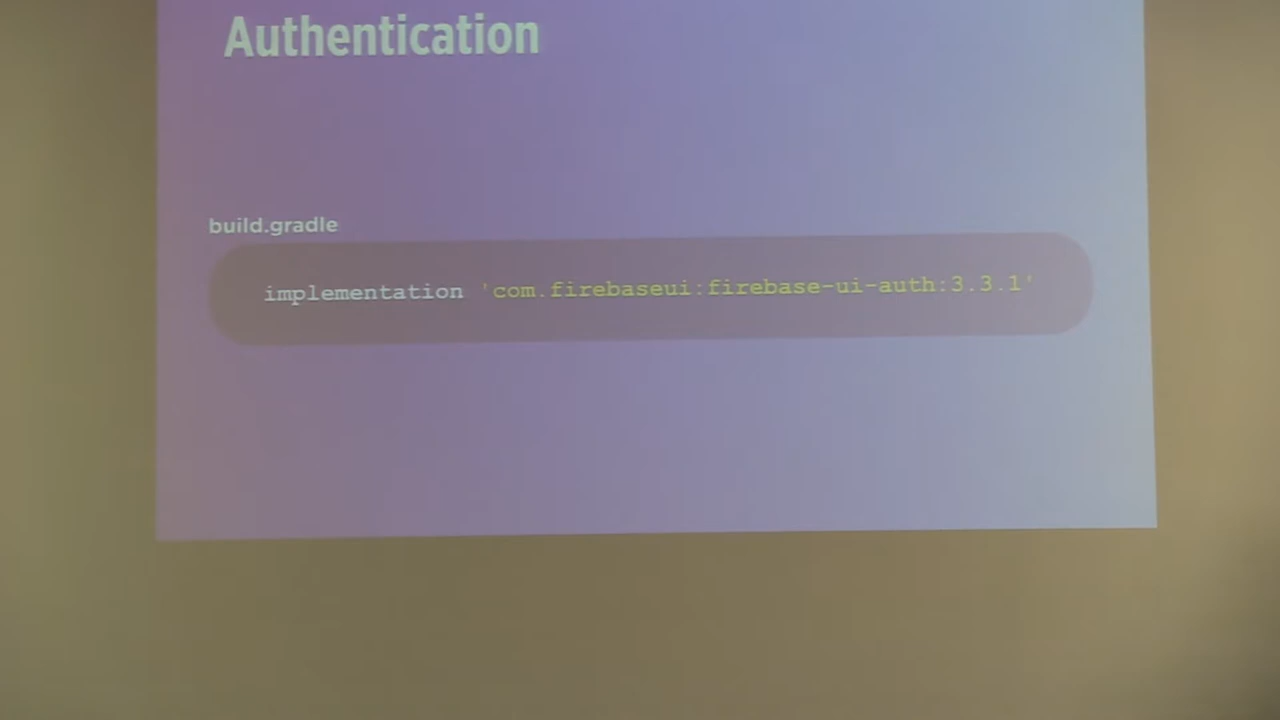 Authentication
build.gradle
implementation 'com.firebaseui:firebase-ui-auth:3.3.1'